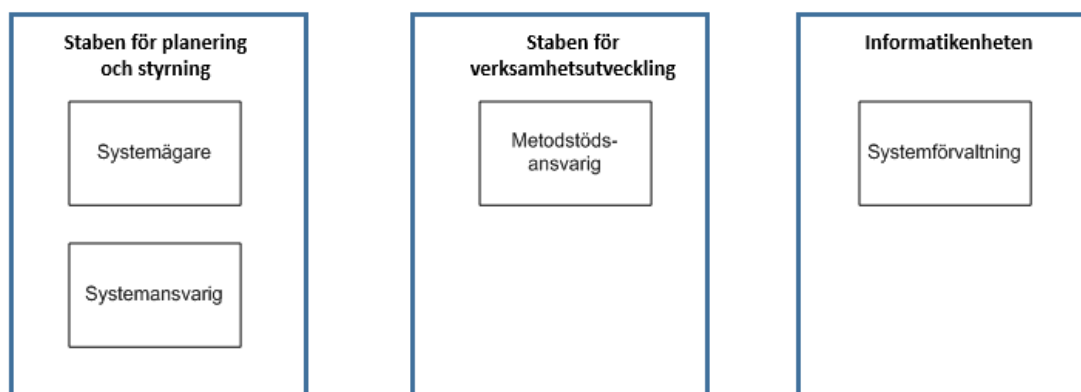 Staben för planering
och styrning
Systemägare
Systemansvarig
Staben för
verksamhetsutveckling
Metodstöds-
ansvarig
Informatikenheten
Systemförvaltning